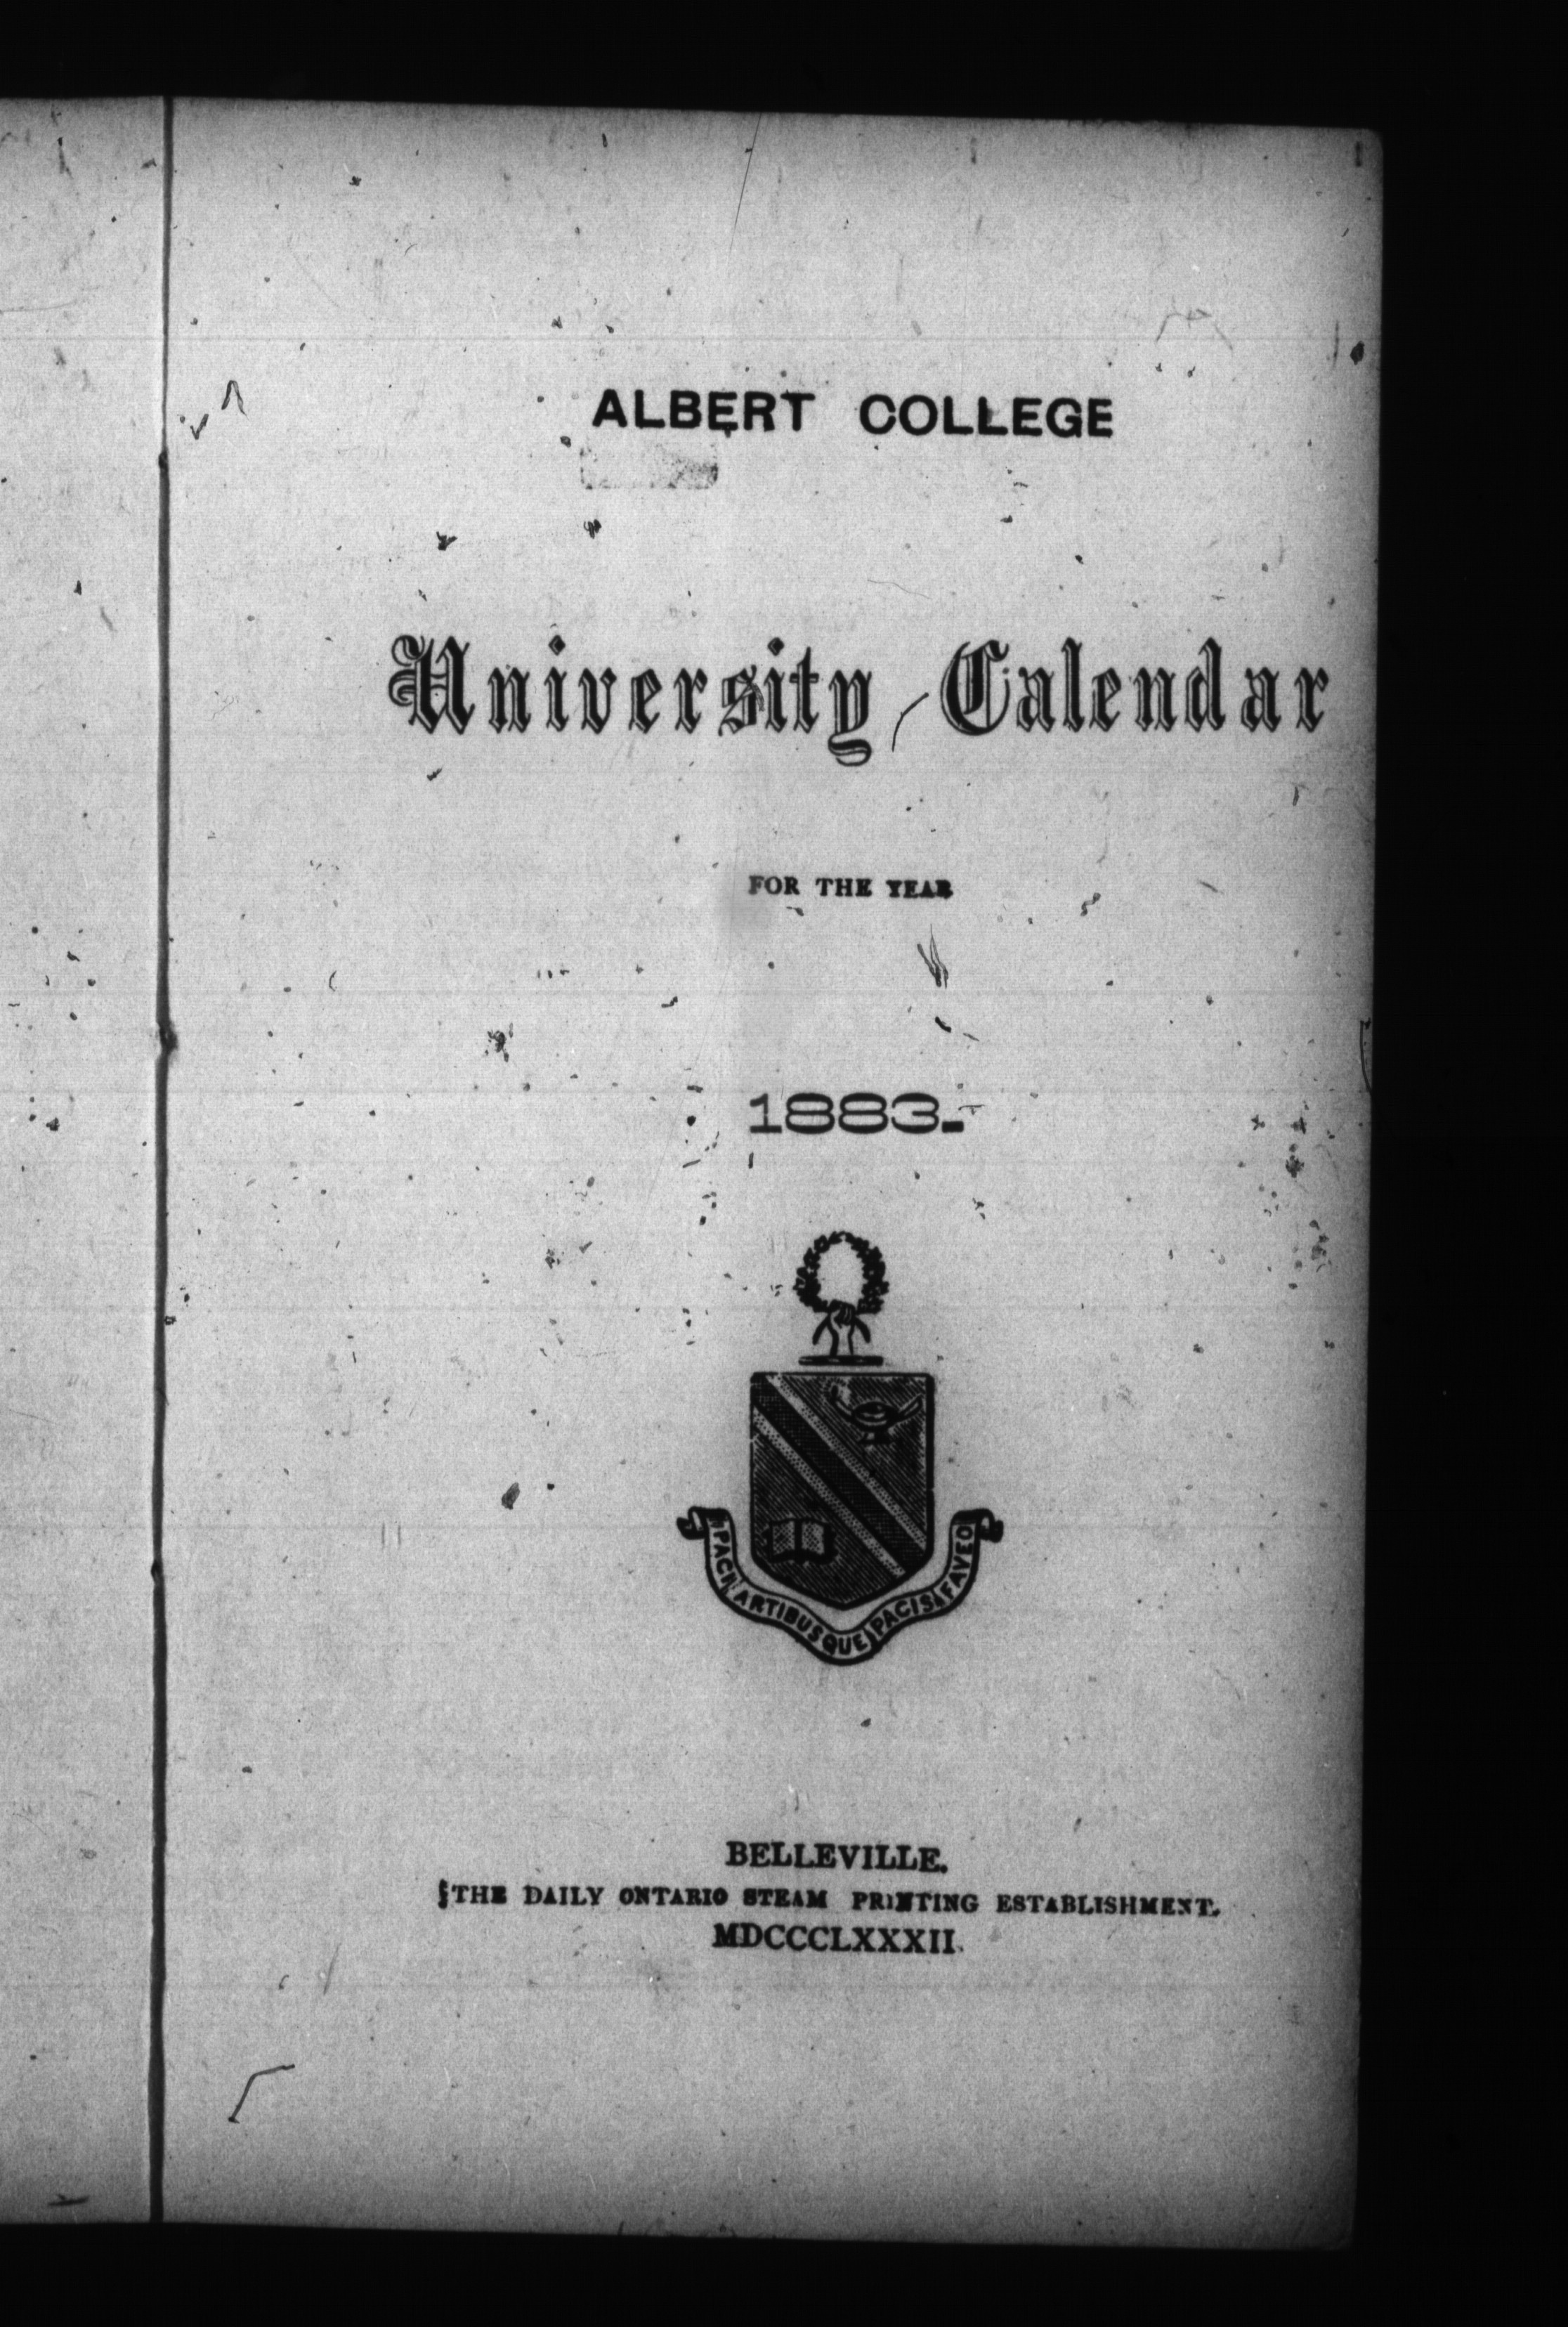 ALBERT COLLEGE
University Calendar
FOR THE YEAR
1883.
PACI ARTIBUSQUE PACIS FAVEO
BELLEVILLE.
THE DAILY ONTARIO STEAM PRINTING ESTABLISHMENT.
MDCCCLXXXII.